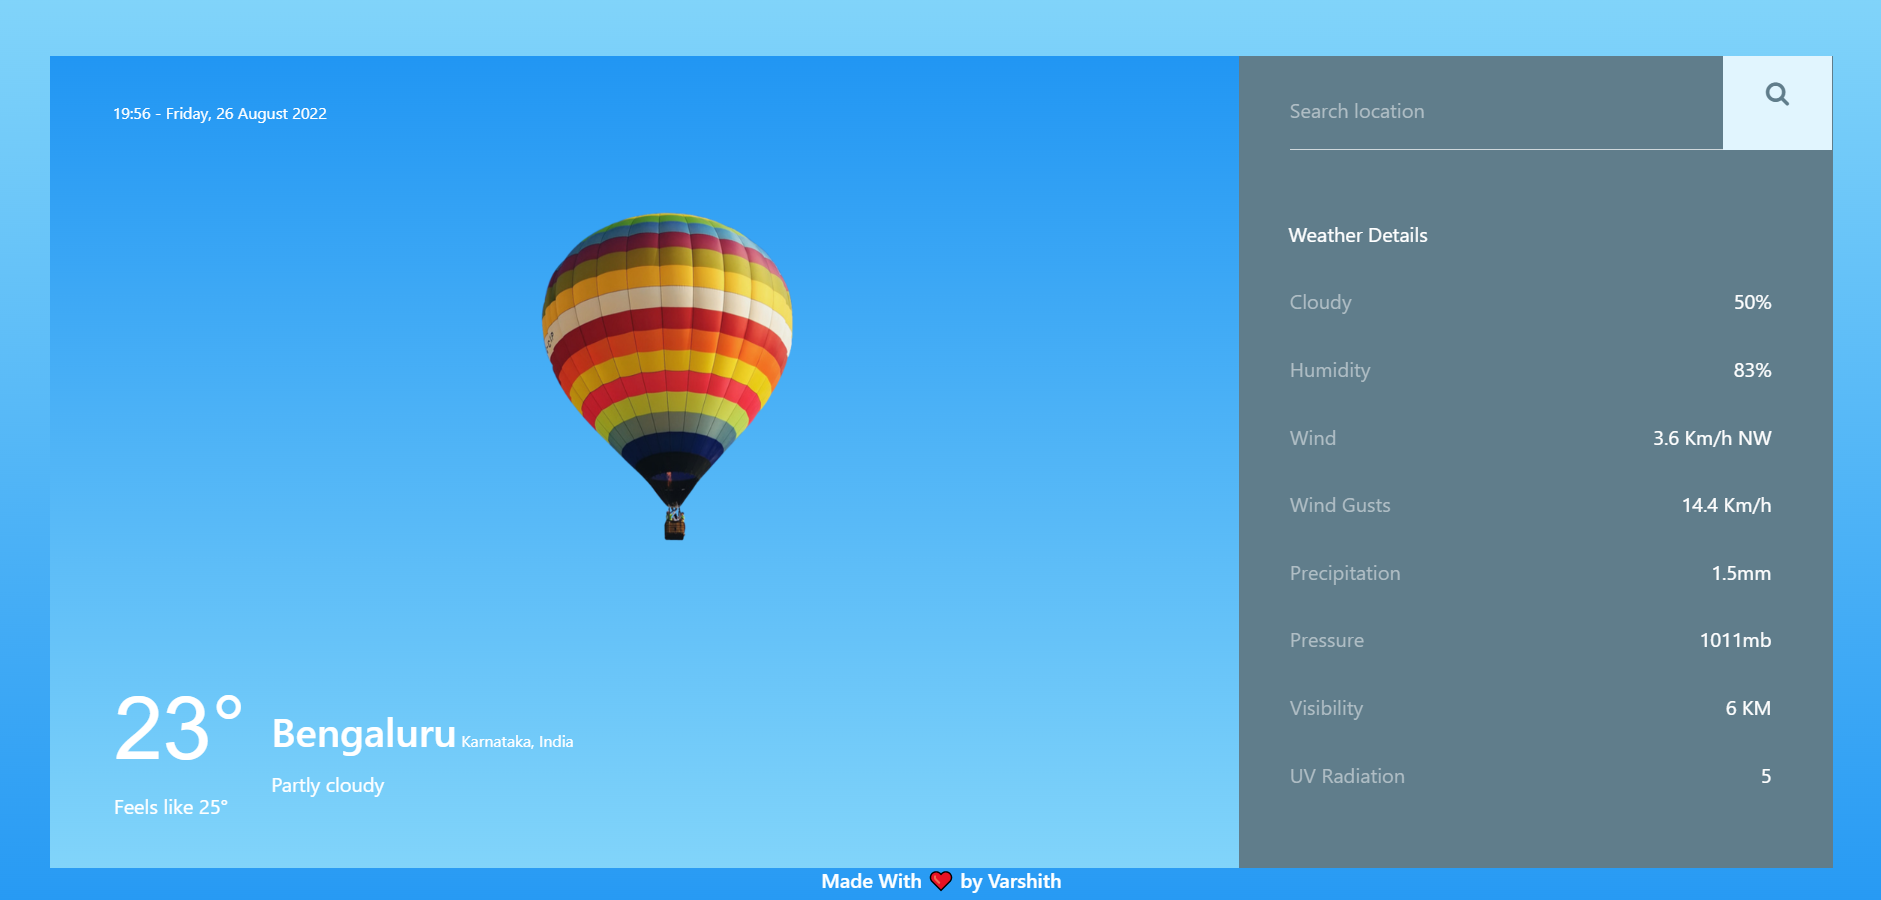 19:56 - Friday, 26 August 2022
23°
Feels like 25°
Bengaluru Karnataka, India
Partly cloudy
Search location
Weather Details
Cloudy 50%
Humidity 83%
Wind 3.6 Km/h NW
Wind Gusts 14.4 Km/h
Precipitation 1.5mm
Pressure 1011mb
Visibility 6 KM
UV Radiation 5
Made With ❤ by Varshith